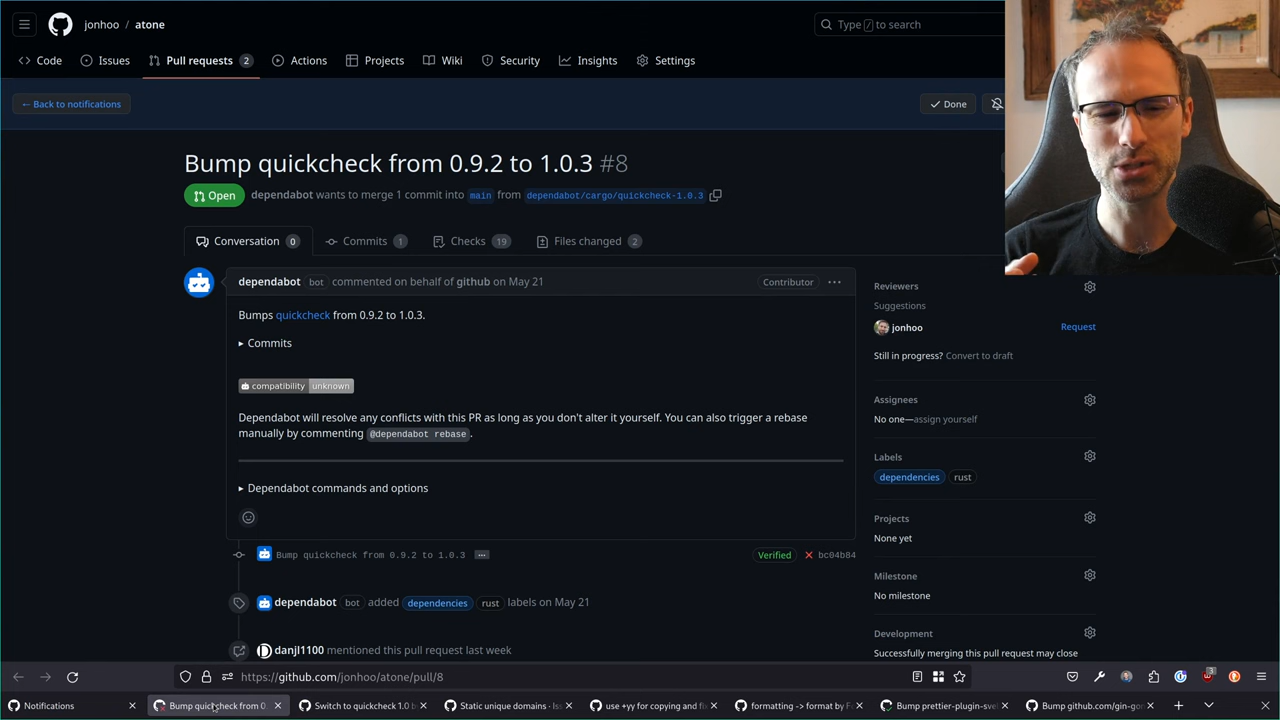 jonhoo / atone
Type / to search
Code
Issues
Pull requests 2
Actions
Projects
Wiki
Security
Insights
Settings
← Back to notifications
Done
Bump quickcheck from 0.9.2 to 1.0.3 #8
Open
dependabot wants to merge 1 commit into main from dependabot/cargo/quickcheck-1.0.3
Conversation 0
Commits 1
Checks 19
Files changed 2
dependabot bot commented on behalf of github on May 21
Contributor
Bumps quickcheck from 0.9.2 to 1.0.3.
Commits
compatibility unknown
Dependabot will resolve any conflicts with this PR as long as you don't alter it yourself. You can also trigger a rebase
manually by commenting @dependabot rebase.
Dependabot commands and options
Bump quickcheck from 0.9.2 to 1.0.3
Verified
bc04b84
dependabot bot added dependencies rust labels on May 21
danjl1100 mentioned this pull request last week
Reviewers
Suggestions
jonhoo
Request
Still in progress? Convert to draft
Assignees
No one—assign yourself
Labels
dependencies rust
Projects
None yet
Milestone
No milestone
Development
Successfully merging this pull request may close
https://github.com/jonhoo/atone/pull/8
3
Notifications
Bump quickcheck from 0.
Switch to quickcheck 1.0 b
Static unique domains · Iss
use +yy for copying and fi
formatting -> format by F
Bump prettier-plugin-sve
Bump github.com/gin-gon